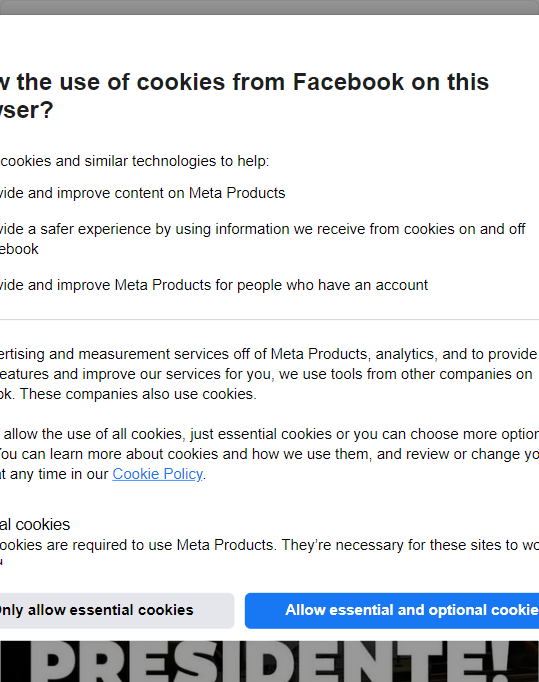 w the use of cookies from Facebook on this
wser?
cookies and similar technologies to help:
vide and improve content on Meta Products
vide a safer experience by using information we receive from cookies on and off
ebook
vide and improve Meta Products for people who have an account
ertising and measurement services off of Meta Products, analytics, and to provide
features and improve our services for you, we use tools from other companies on
ok. These companies also use cookies.
allow the use of all cookies, just essential cookies or you can choose more option
You can learn more about cookies and how we use them, and review or change yo
at any time in our Cookie Policy.
al cookies
ookies are required to use Meta Products. They’re necessary for these sites to wo
Only allow essential cookies
Allow essential and optional cookie
PRESIDENTE!